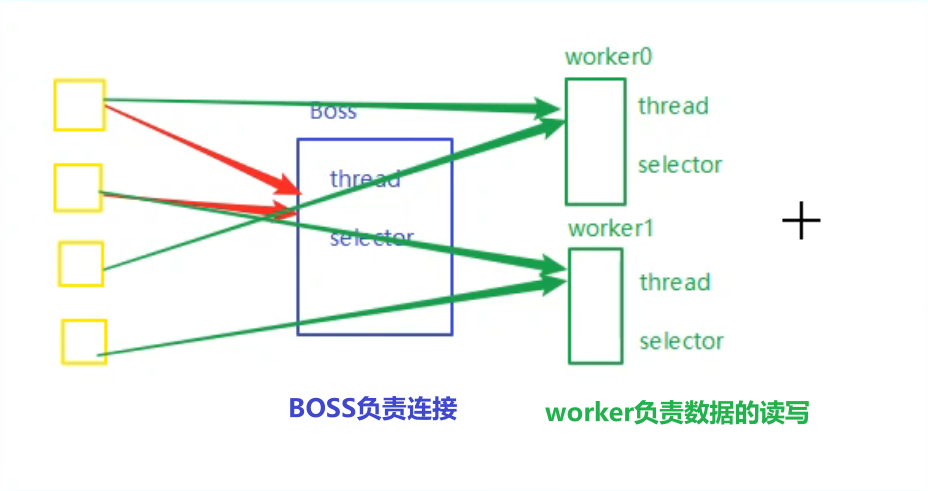 worker0
Boss
thread
thread
selector
selector
worker1
thread
selector
BOSS负责连接
worker负责数据的读写